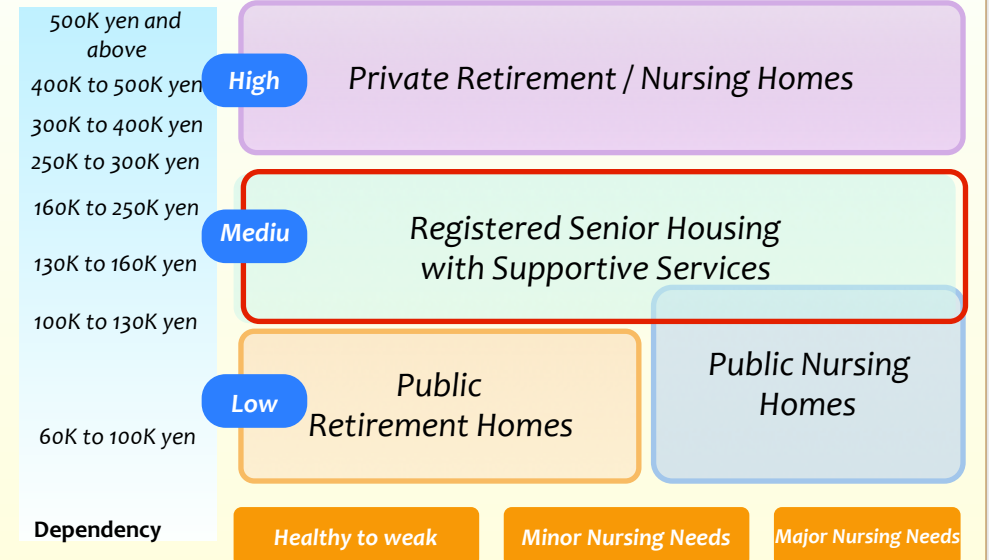 500K yen and
above
400K to 500K yen
300K to 400K yen
250K to 300K yen
160K to 250K yen
130K to 160K yen
100K to 130K yen
60K to 100K yen
Dependency
High
Private Retirement / Nursing Homes
Mediu
Registered Senior Housing
with Supportive Services
Low
Public
Retirement Homes
Public Nursing
Homes
Healthy to weak
Minor Nursing Needs
Major Nursing Needs